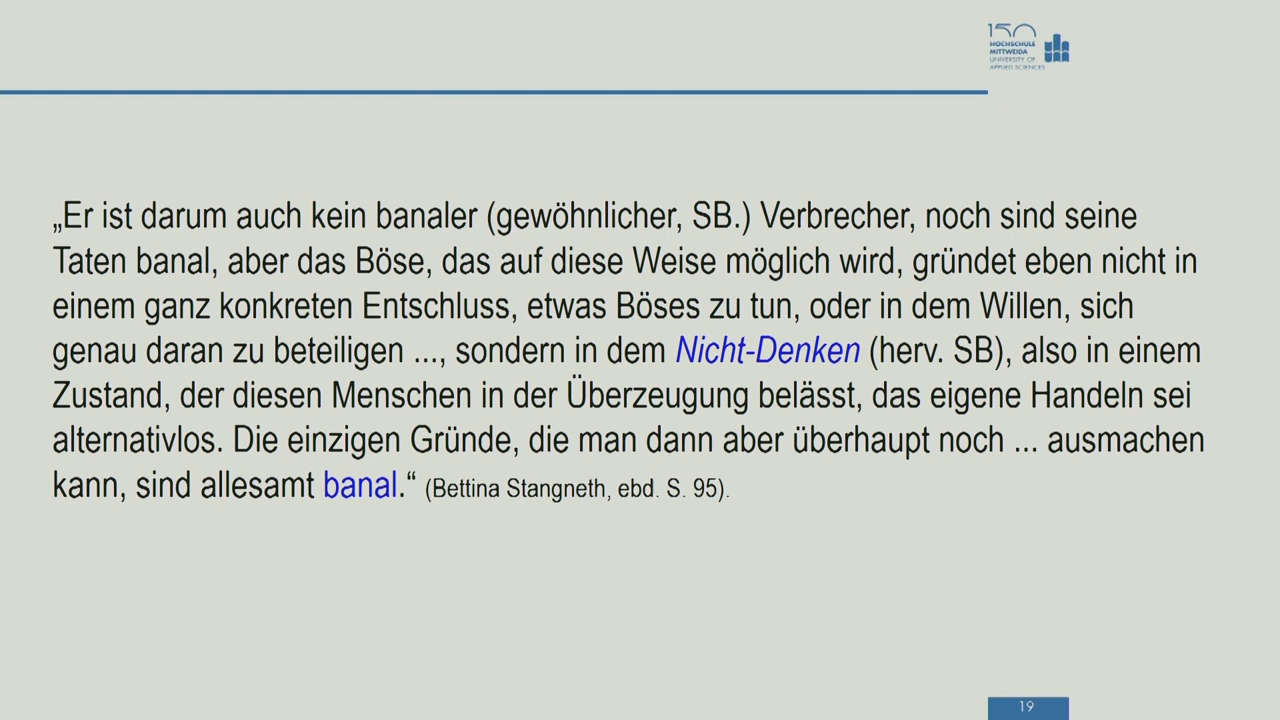 150
HOCHSCHULE
MITTWEIDA
UNIVERSITY OF
APPLIED SCIENCES
„Er ist darum auch kein banaler (gewöhnlicher, SB.) Verbrecher, noch sind seine
Taten banal, aber das Böse, das auf diese Weise möglich wird, gründet eben nicht in
einem ganz konkreten Entschluss, etwas Böses zu tun, oder in dem Willen, sich
genau daran zu beteiligen ..., sondern in dem Nicht-Denken (herv. SB), also in einem
Zustand, der diesen Menschen in der Überzeugung belässt, das eigene Handeln sei
alternativlos. Die einzigen Gründe, die man dann aber überhaupt noch ... ausmachen
kann, sind allesamt banal.“ (Bettina Stangneth, ebd. S. 95).
19